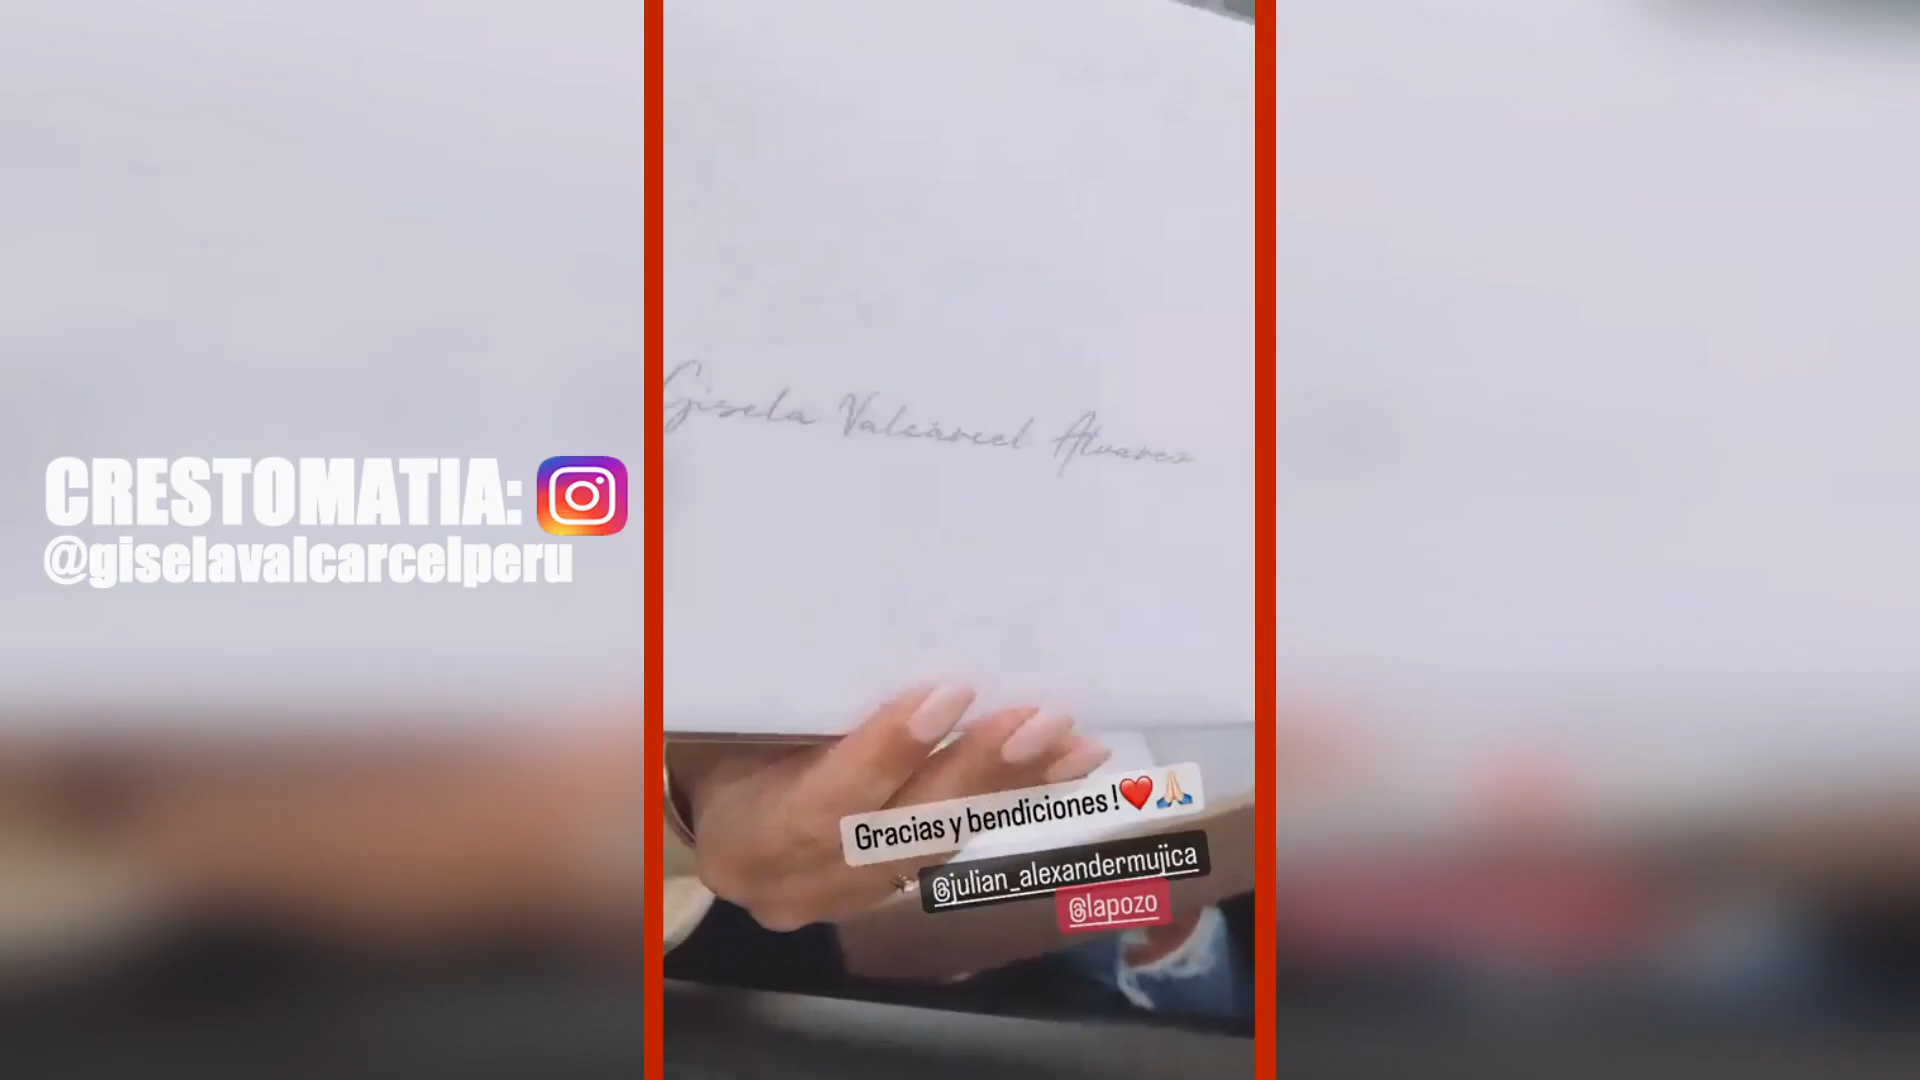 CRESTOMATIA:
@giselavalcarcelperu
Gisela Valcárcel Alvarez
Gracias y bendiciones !❤️🙏🏻
@julian_alexandermujica
@lapozo